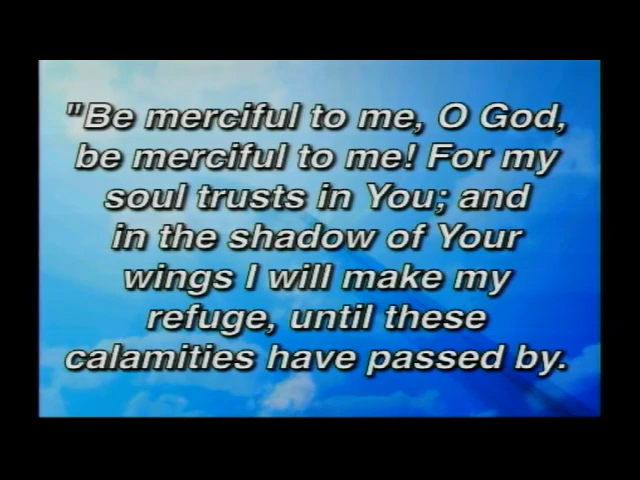 "Be merciful to me, O God,
be merciful to me! For my
soul trusts in You; and
in the shadow of Your
wings I will make my
refuge, until these
calamities have passed by.